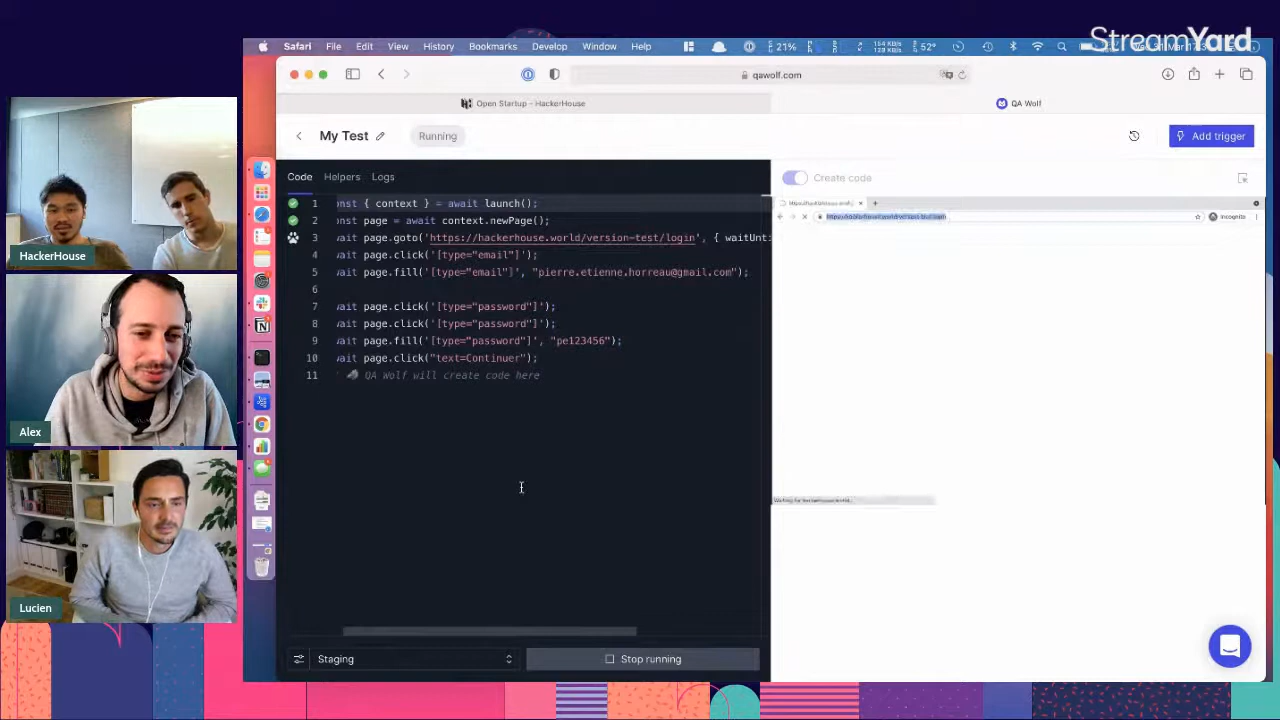 StreamYard
Safari File Edit View History Bookmarks Develop Window Help
21%
52°
qawolf.com
Open Startup – HackerHouse
QA Wolf
My Test
Running
Add trigger
Code Helpers Logs
Create code
1 nst { context } = await launch();
2 nst page = await context.newPage();
3 ait page.goto('https://hackerhouse.world/version-test/login', { waitUnt:
4 ait page.click('[type="email"]');
5 ait page.fill('[type="email"]', "pierre.etienne.horreau@gmail.com");
6
7 ait page.click('[type="password"]');
8 ait page.click('[type="password"]');
9 ait page.fill('[type="password"]', "pe123456");
10 ait page.click("text=Continuer");
11 ' QA Wolf will create code here
Incognito
Staging
Stop running
HackerHouse
Alex
Lucien